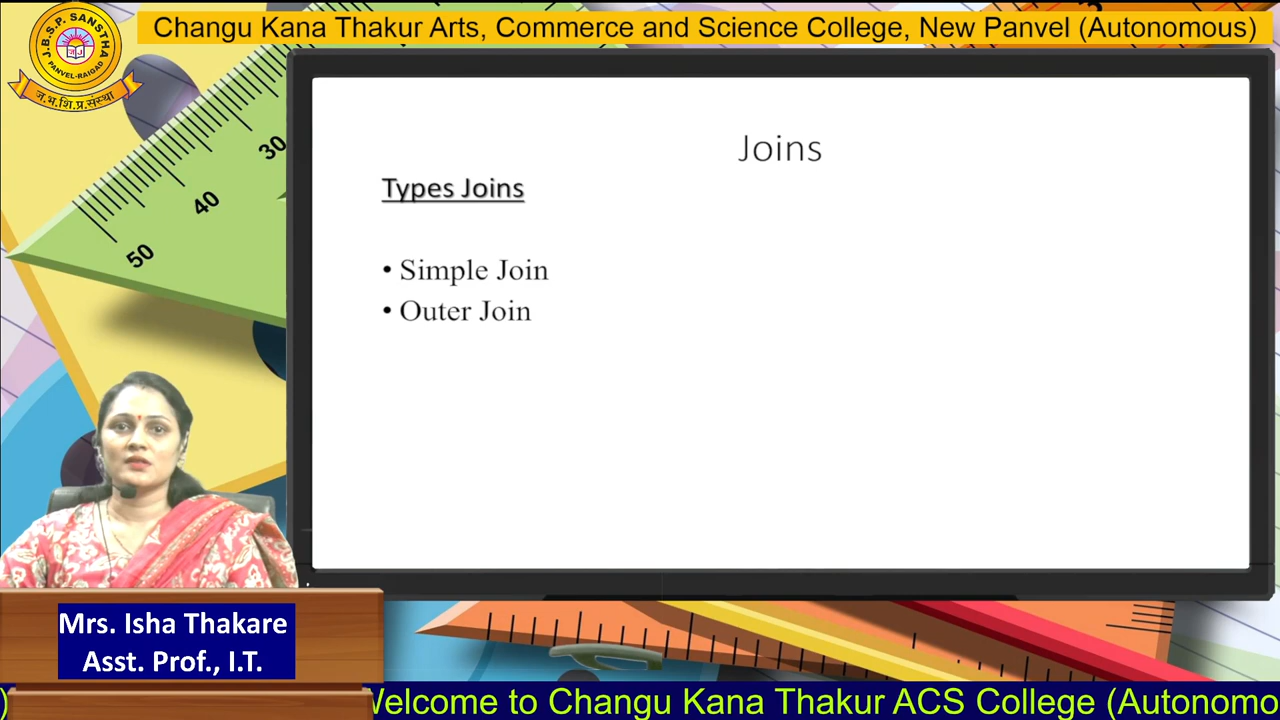 J.B.S.P. SANSTHA
PANVEL-RAIGAD
ज.भ.शि.प्र.संस्था
Changu Kana Thakur Arts, Commerce and Science College, New Panvel (Autonomous)
30
40
50
Joins
Types Joins
• Simple Join
• Outer Join
Mrs. Isha Thakare
Asst. Prof., I.T.
) Welcome to Changu Kana Thakur ACS College (Autonomo